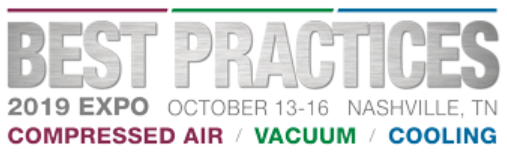 BEST PRACTICES
2019 EXPO OCTOBER 13-16 NASHVILLE, TN
COMPRESSED AIR / VACUUM / COOLING